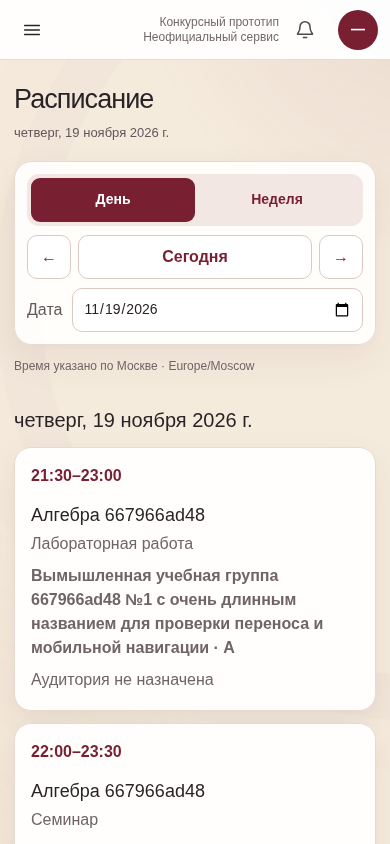 Конкурсный прототип
Неофициальный сервис
Расписание
четверг, 19 ноября 2026 г.
День
Неделя
←
Сегодня
→
Дата
11/19/2026
Время указано по Москве · Europe/Moscow
четверг, 19 ноября 2026 г.
21:30–23:00
Алгебра 667966ad48
Лабораторная работа
Вымышленная учебная группа
667966ad48 №1 с очень длинным
названием для проверки переноса и
мобильной навигации · А
Аудитория не назначена
22:00–23:30
Алгебра 667966ad48
Семинар